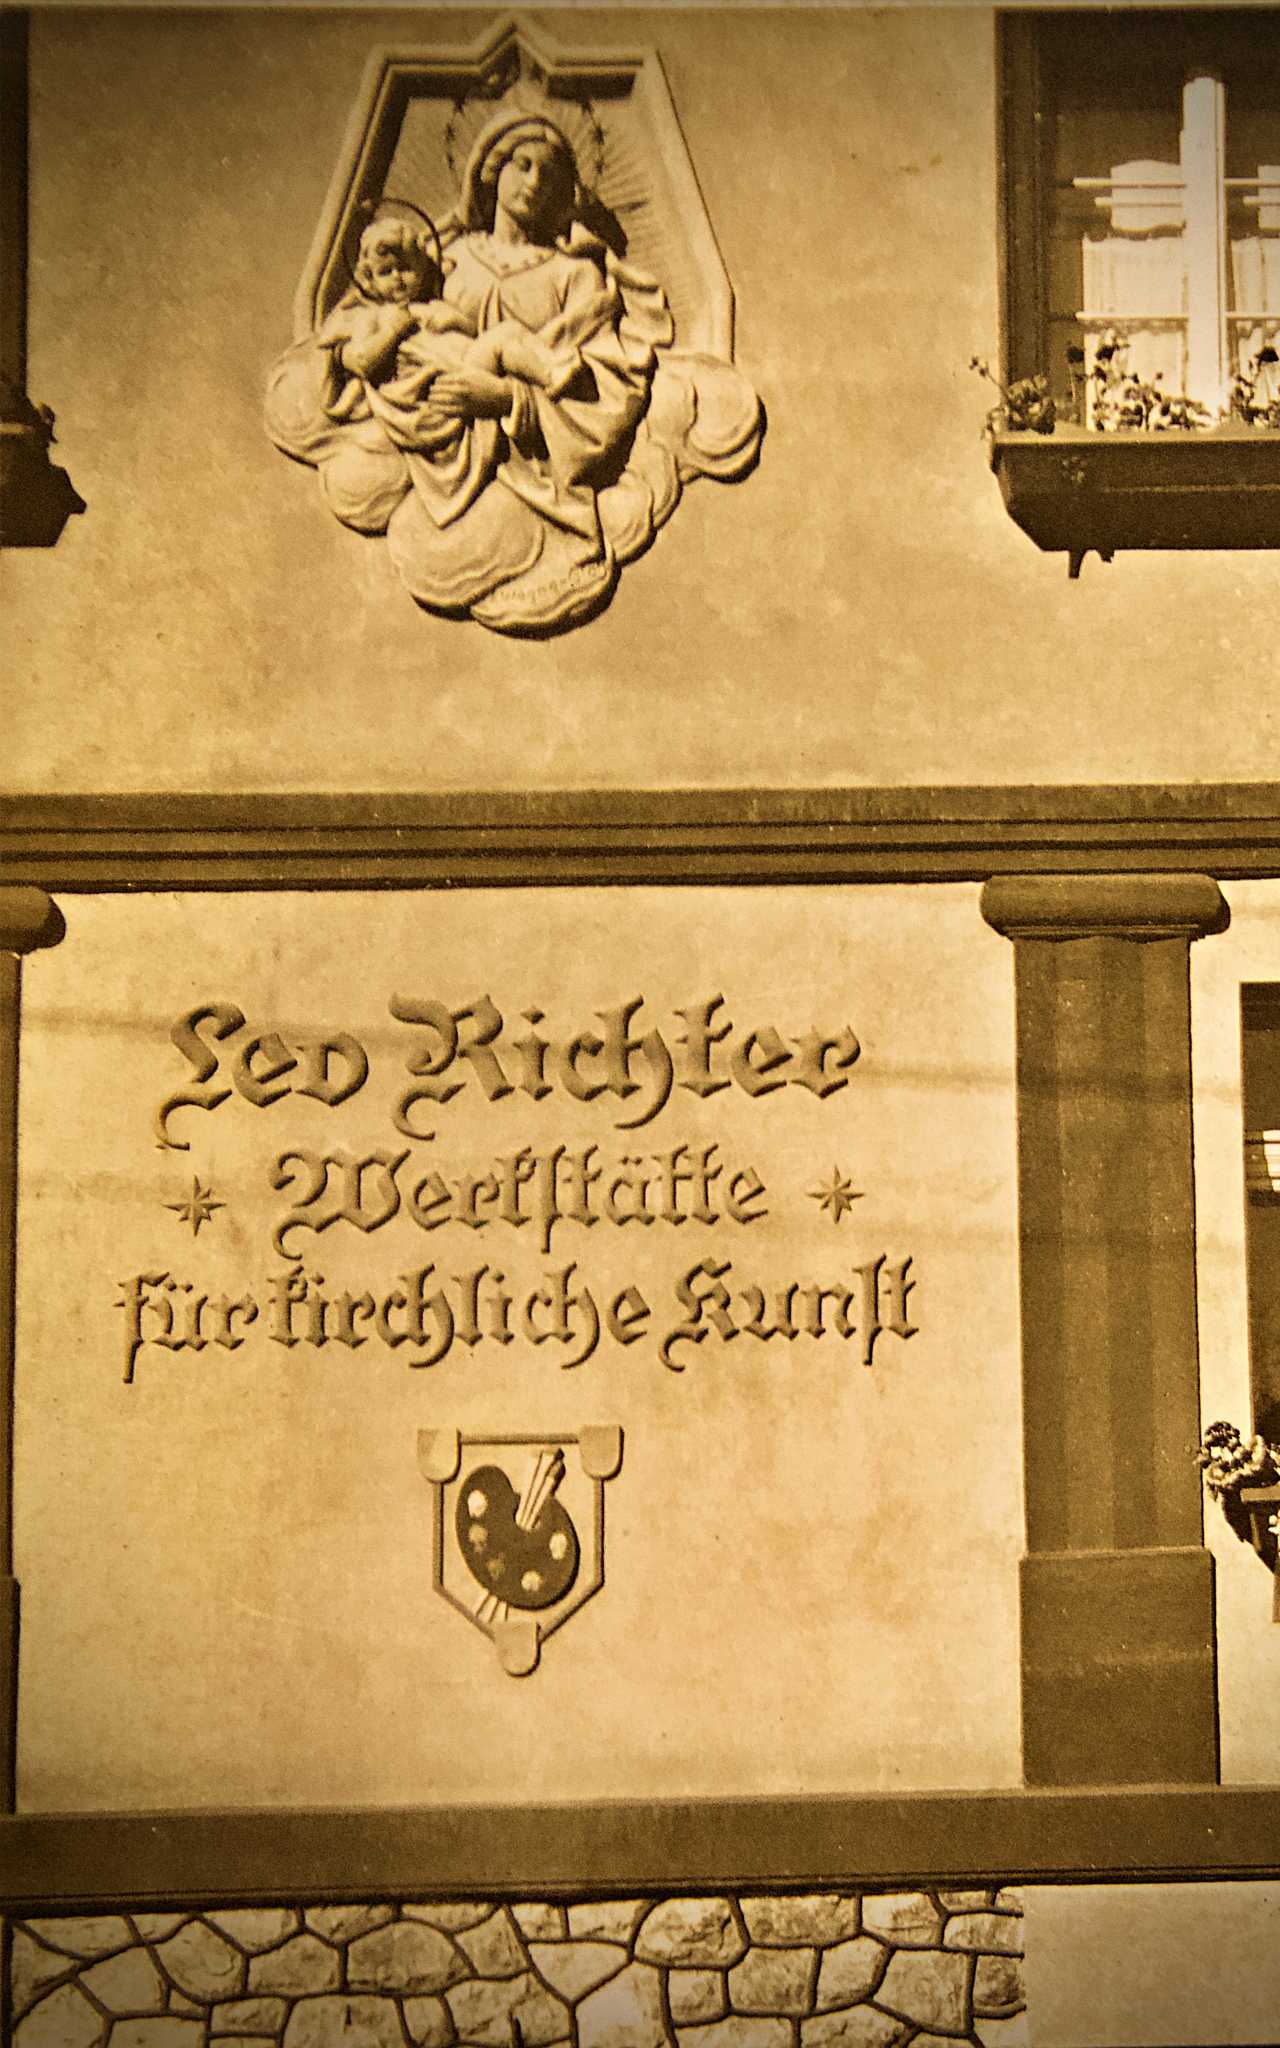 Leo Richter
Werkstätte
für kirchliche Kunst